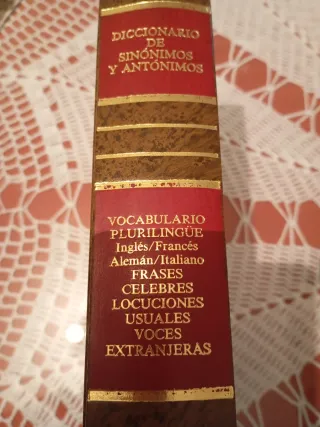 DICCIONARIO
DE
SINÓNIMOS
Y ANTÓNIMOS
VOCABULARIO
PLURILINGÜE
Inglés/Francés
Alemán/Italiano
FRASES
CELEBRES
LOCUCIONES
USUALES
VOCES
EXTRANJERAS